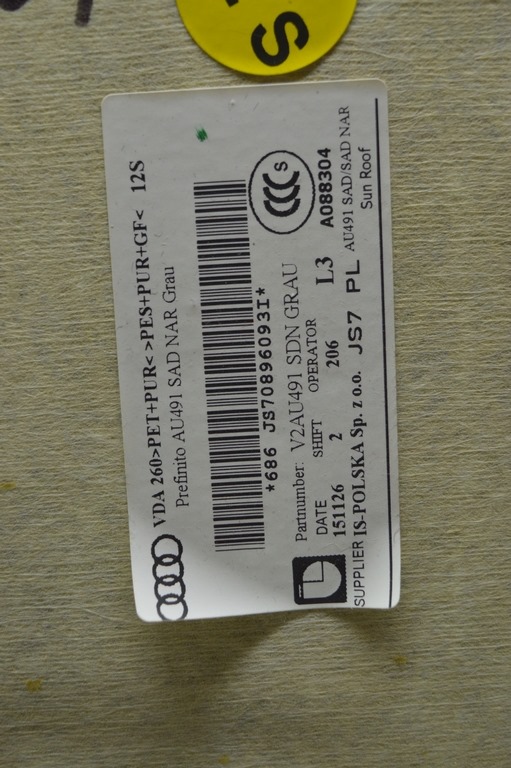 S
VDA 260>PET+PUR< >PES+PUR+GF< 12S
Prefinito AU491 SAD NAR Grau
*686 JS70896093I*
CCC S
Partnumber: V2AU491 SDN GRAU
DATE SHIFT OPERATOR
151126 2 206 L3 A088304
SUPPLIER IS-POLSKA Sp. z o.o. JS7 PL AU491 SAD/SAD NAR
Sun Roof